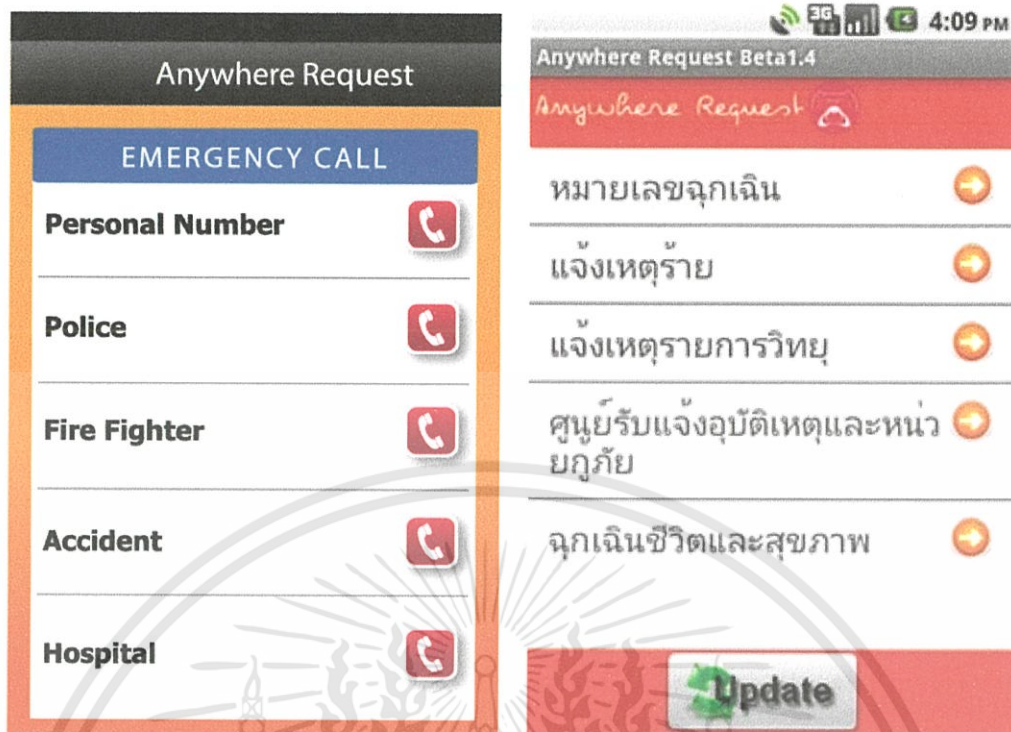 Anywhere Request
EMERGENCY CALL
Personal Number
Police
Fire Fighter
Accident
Hospital
3G
4:09 PM
Anywhere Request Beta1.4
Anywhere Request
หมายเลขฉุกเฉิน
แจ้งเหตุร้าย
แจ้งเหตุรายการวิทยุ
ศูนย์รับแจ้งอุบัติเหตุและหน่ว
ยกู้ภัย
ฉุกเฉินชีวิตและสุขภาพ
Update